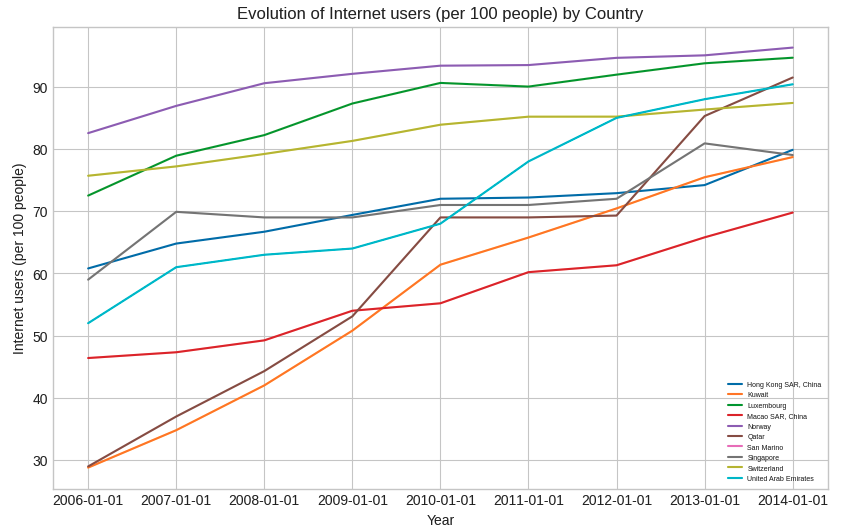 Evolution of Internet users (per 100 people) by Country
Internet users (per 100 people)
90
80
70
60
50
40
30
2006-01-01 2007-01-01 2008-01-01 2009-01-01 2010-01-01 2011-01-01 2012-01-01 2013-01-01 2014-01-01
Year
Hong Kong SAR, China
Kuwait
Luxembourg
Macao SAR, China
Norway
Qatar
San Marino
Singapore
Switzerland
United Arab Emirates